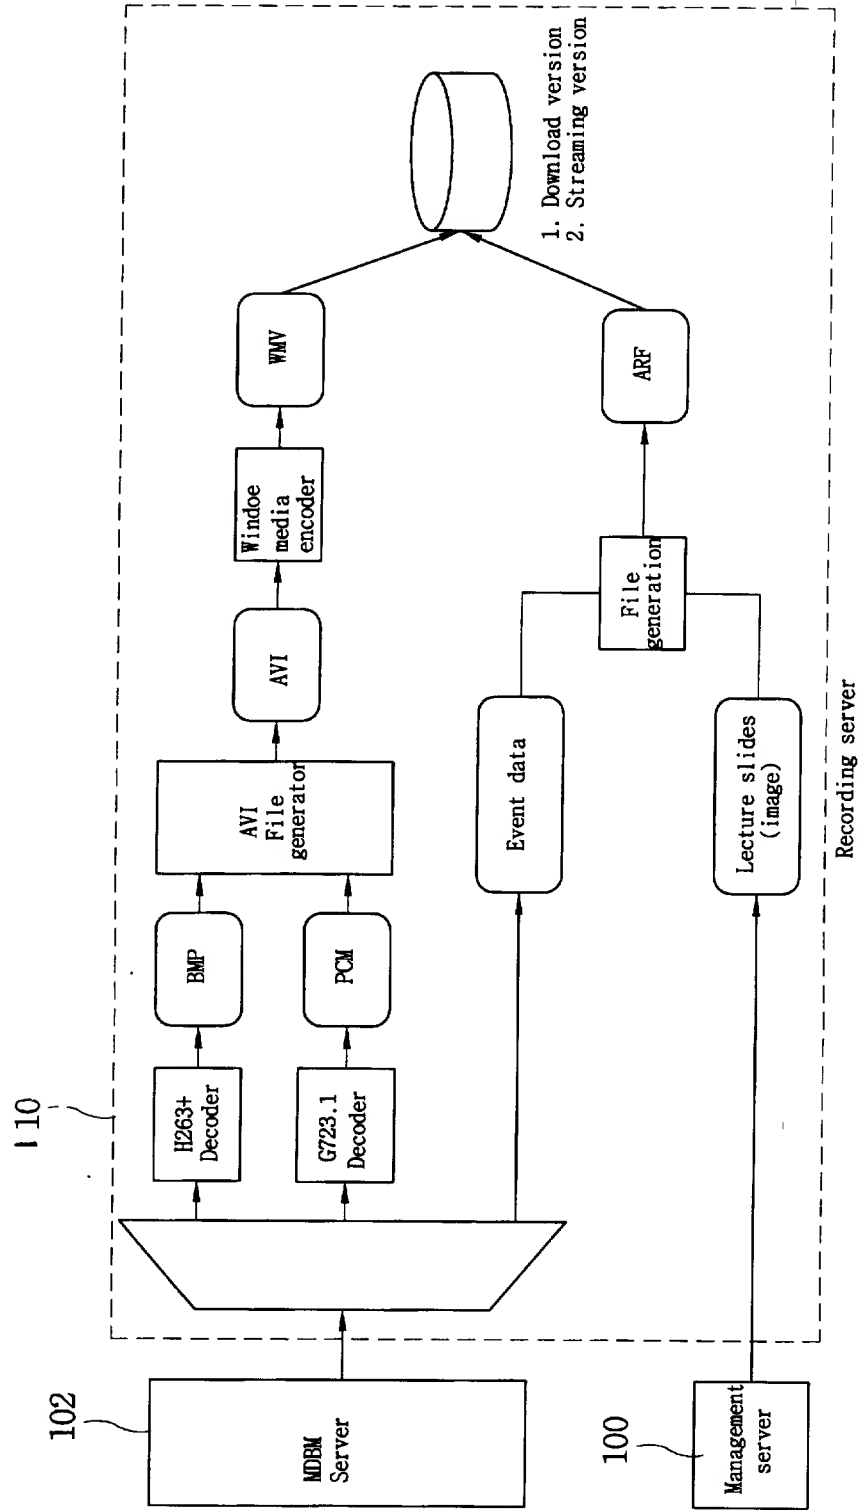 110
102
MDBM
Server
H263+
Decoder
BMP
G723.1
Decoder
PCM
AVI
File
generator
AVI
Windoe
media
encoder
WMV
Event data
100
Management
server
Lecture slides
(image)
File
generation
ARF
1. Download version
2. Streaming version
Recording server